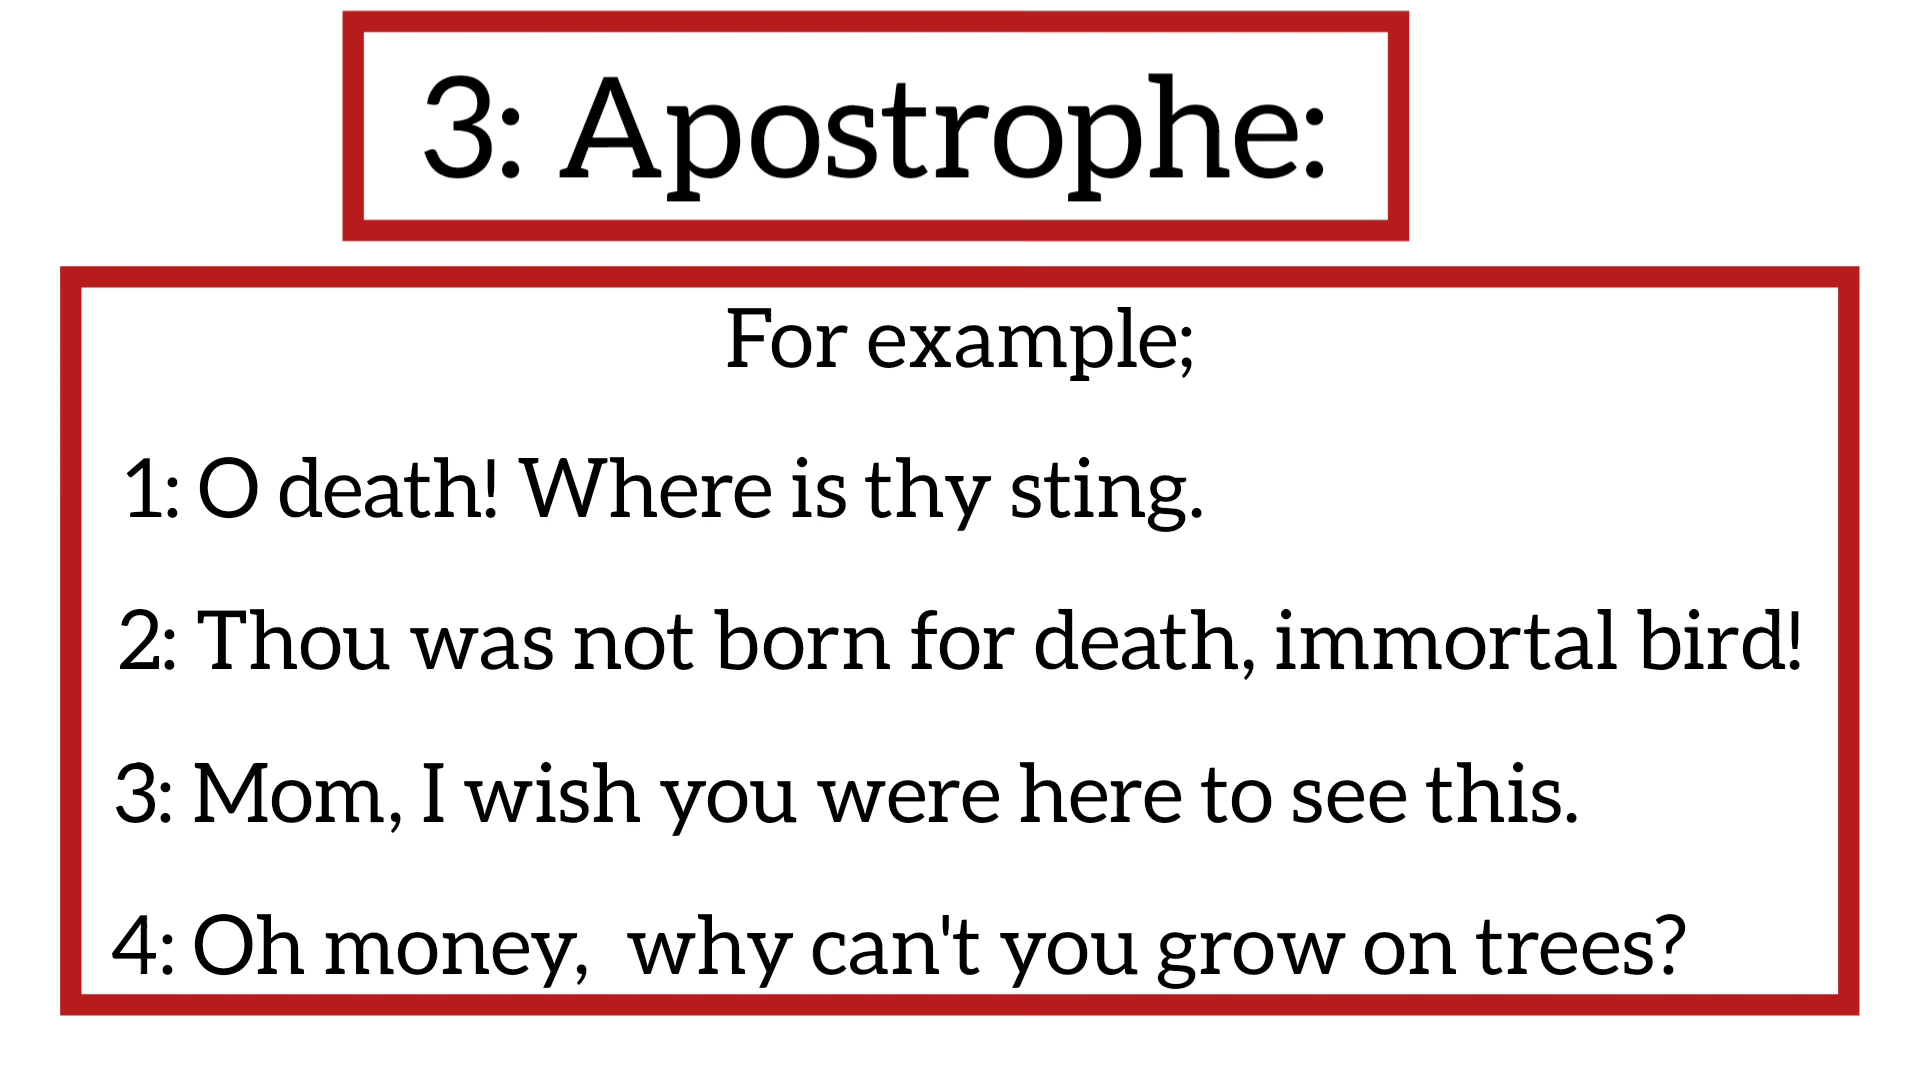 3: Apostrophe:
For example;
1: O death! Where is thy sting.
2: Thou was not born for death, immortal bird!
3: Mom, I wish you were here to see this.
4: Oh money,  why can't you grow on trees?